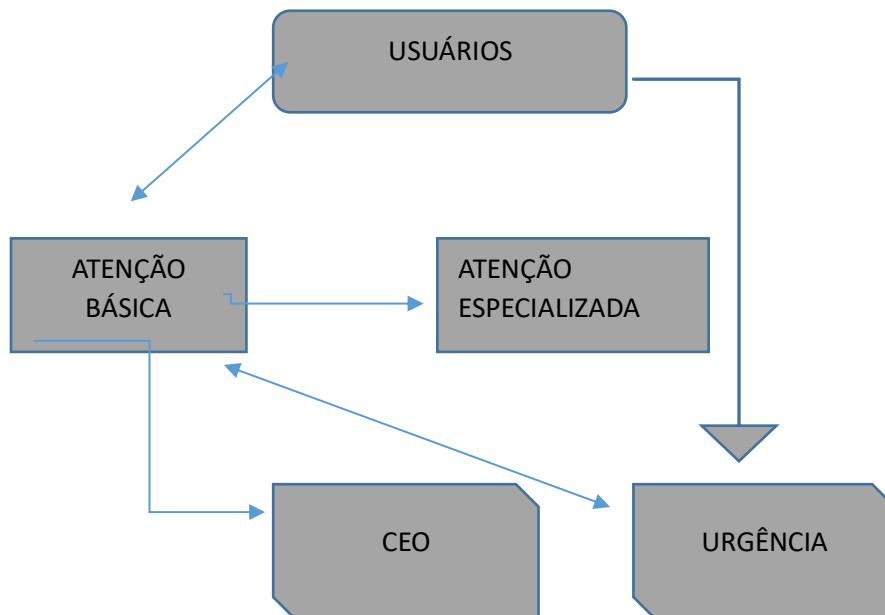 USUÁRIOS
ATENÇÃO
BÁSICA
ATENÇÃO
ESPECIALIZADA
CEO
URGÊNCIA